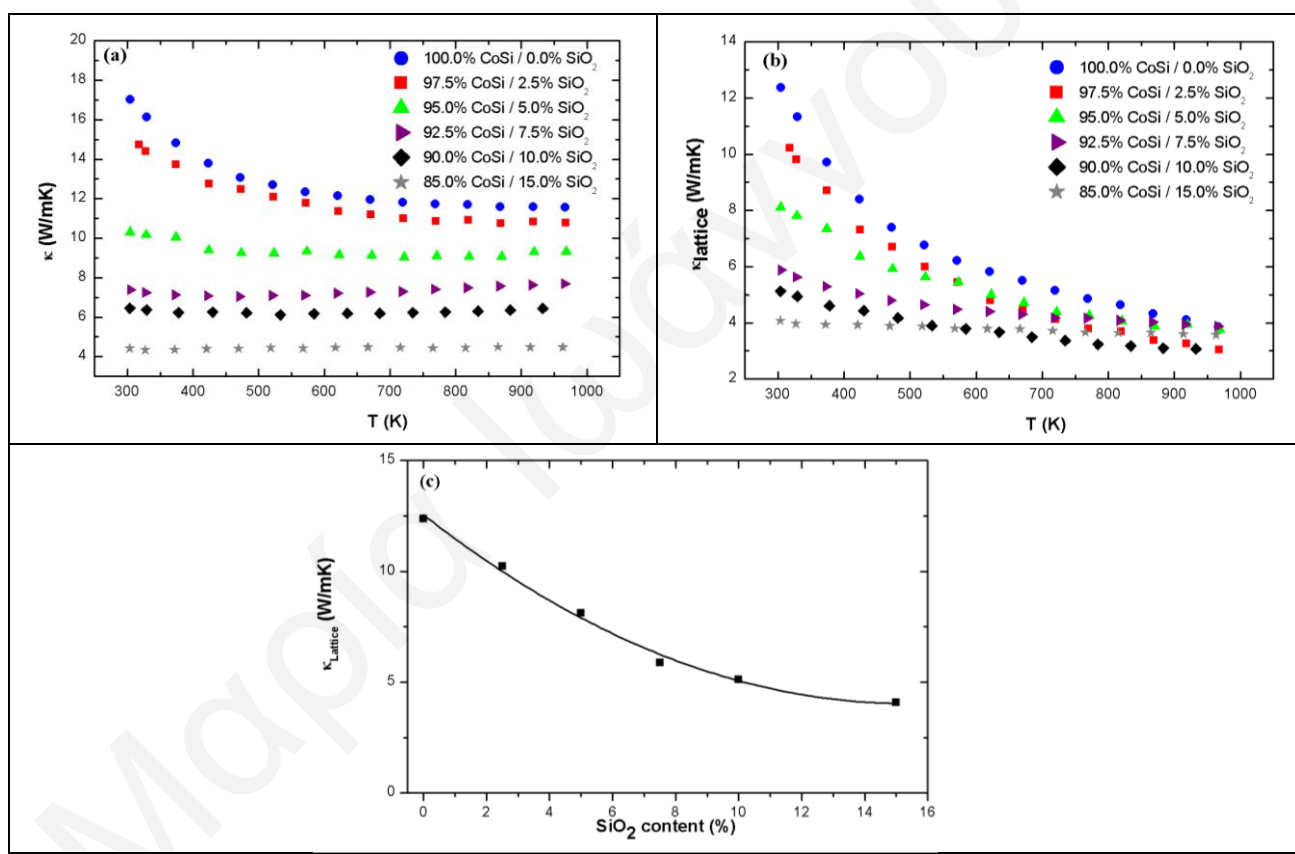 (a)
100.0% CoSi / 0.0% SiO₂
97.5% CoSi / 2.5% SiO₂
95.0% CoSi / 5.0% SiO₂
92.5% CoSi / 7.5% SiO₂
90.0% CoSi / 10.0% SiO₂
85.0% CoSi / 15.0% SiO₂
κ (W/mK)
20
18
16
14
12
10
8
6
4
300 400 500 600 700 800 900 1000
T (K)
(b)
100.0% CoSi / 0.0% SiO₂
97.5% CoSi / 2.5% SiO₂
95.0% CoSi / 5.0% SiO₂
92.5% CoSi / 7.5% SiO₂
90.0% CoSi / 10.0% SiO₂
85.0% CoSi / 15.0% SiO₂
κlattice (W/mK)
14
12
10
8
6
4
2
300 400 500 600 700 800 900 1000
T (K)
(c)
κLattice (W/mK)
15
10
5
0
0 2 4 6 8 10 12 14 16
SiO₂ content (%)
Μαρία Ιωάννου